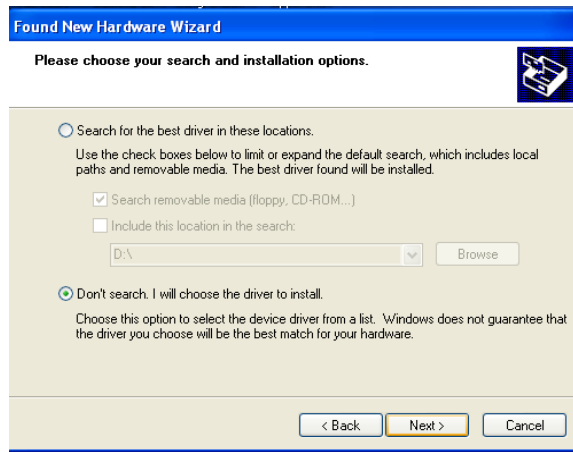 Found New Hardware Wizard
Please choose your search and installation options.
Search for the best driver in these locations.
Use the check boxes below to limit or expand the default search, which includes local
paths and removable media. The best driver found will be installed.
Search removable media (floppy, CD-ROM...)
Include this location in the search:
D:\
Browse
Don't search. I will choose the driver to install.
Choose this option to select the device driver from a list. Windows does not guarantee that
the driver you choose will be the best match for your hardware.
< Back Next > Cancel